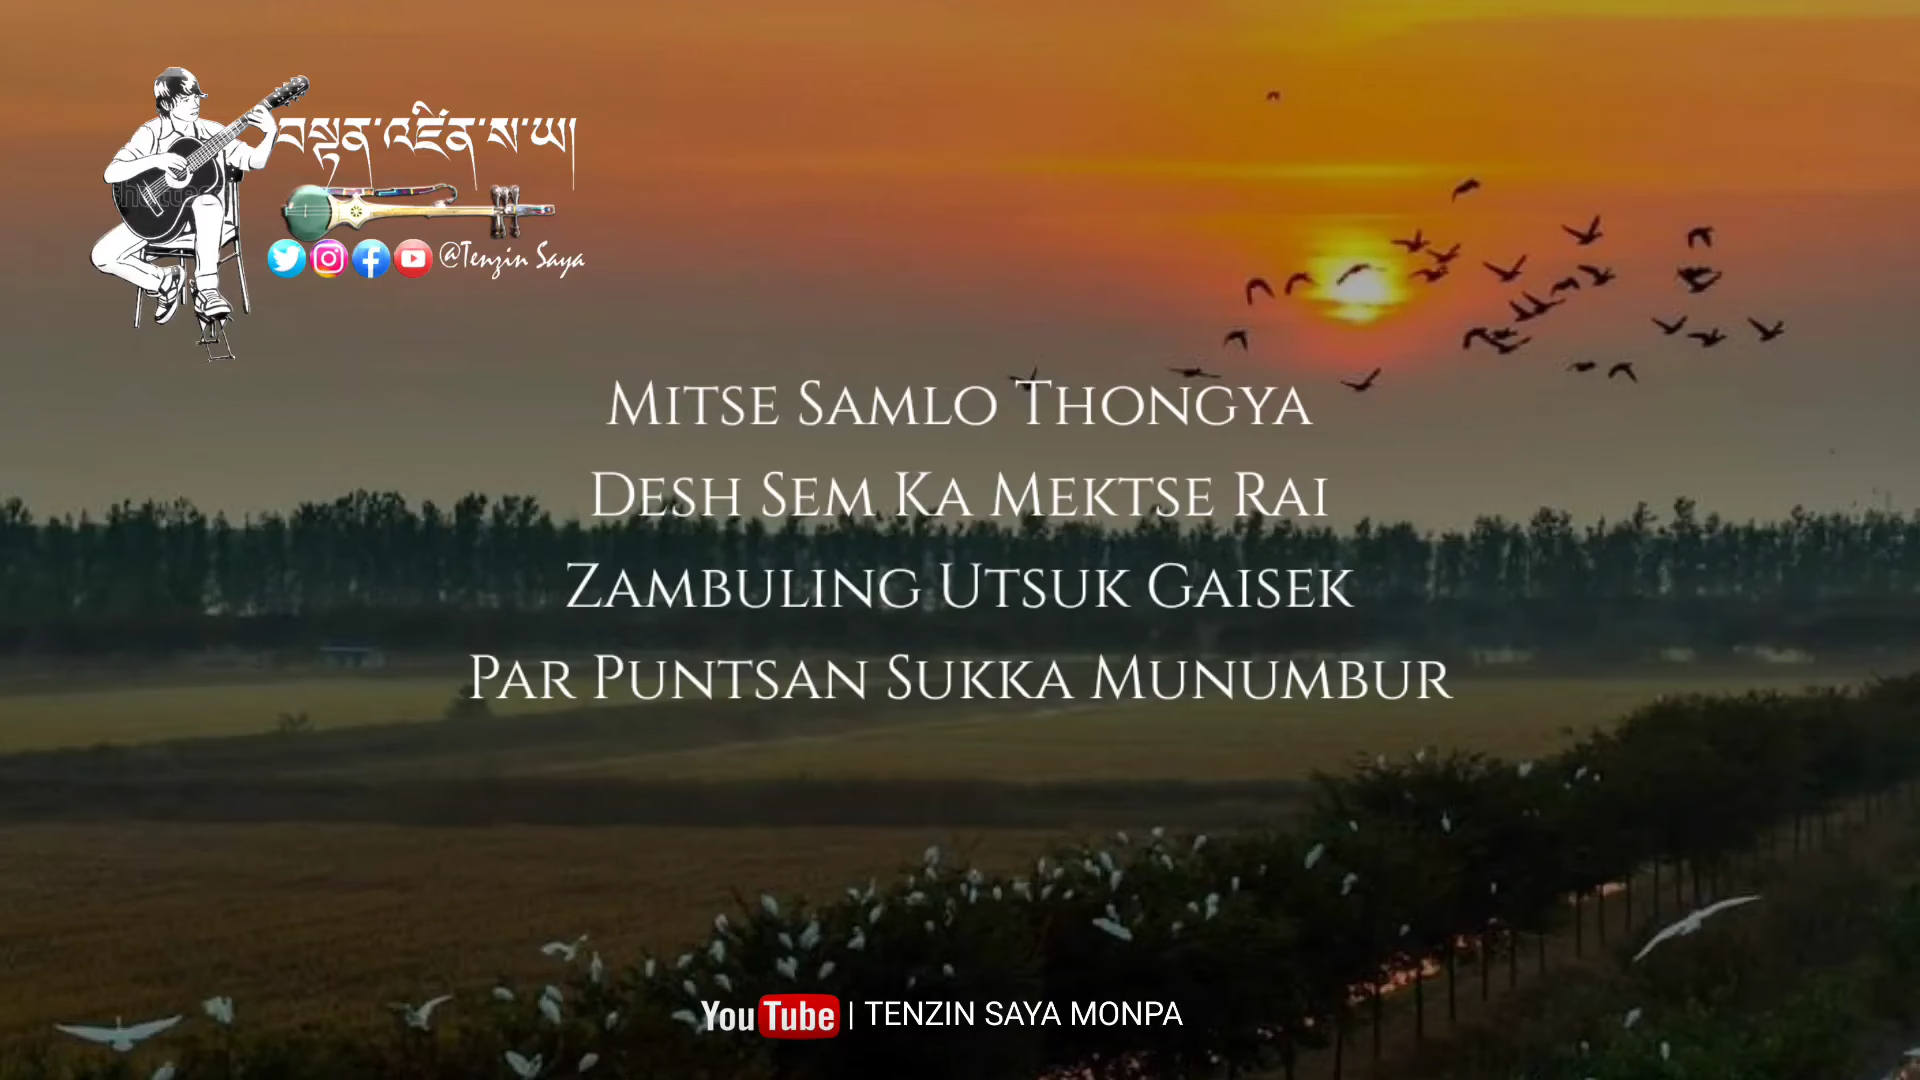 བསྟན་འཛིན་ས་ཡ།
@Tenzin Saya
Mitse Samlo Thongya
Desh Sem Ka Mektse Rai
Zambuling Utsuk Gaisek
Par Puntsan Sukka Munumbur
YouTube | TENZIN SAYA MONPA